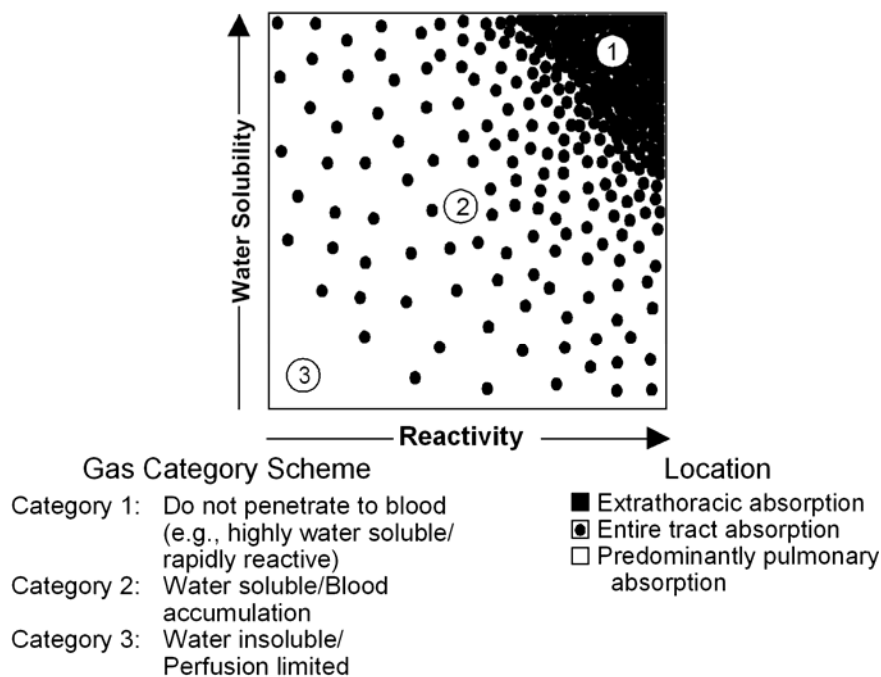 1
Water Solubility
2
3
Reactivity
Gas Category Scheme
Category 1: Do not penetrate to blood
(e.g., highly water soluble/
rapidly reactive)
Category 2: Water soluble/Blood
accumulation
Category 3: Water insoluble/
Perfusion limited
Location
Extrathoracic absorption
Entire tract absorption
Predominantly pulmonary
absorption